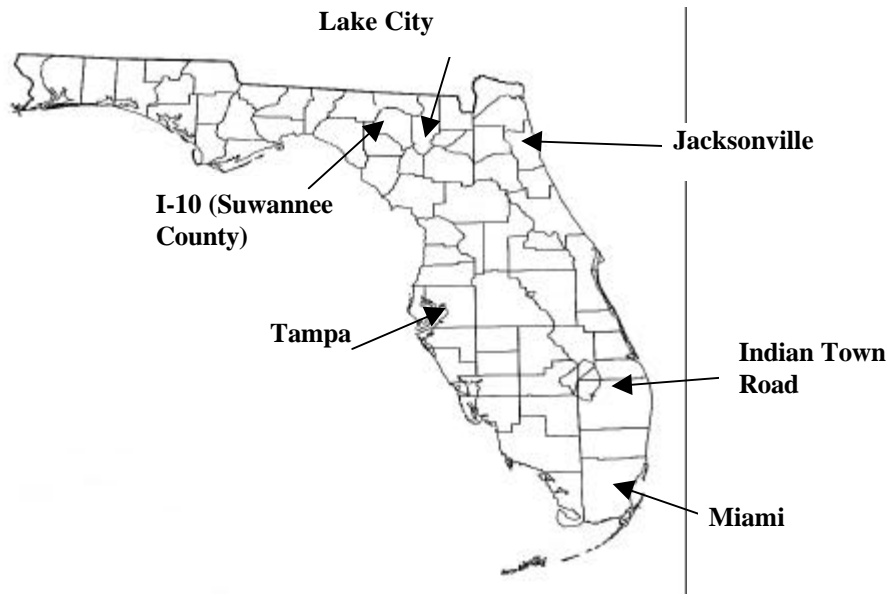 Lake City
Jacksonville
I-10 (Suwannee
County)
Tampa
Indian Town
Road
Miami